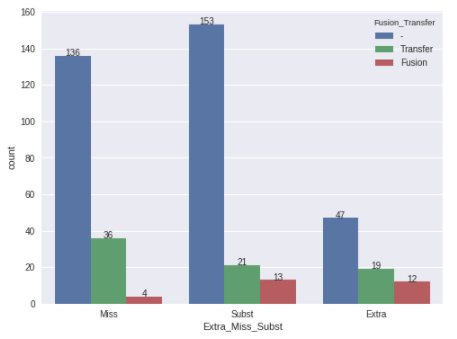 160
140
120
100
80
60
40
20
0
count
136
36
4
153
21
13
47
19
12
Fusion_Transfer
-
Transfer
Fusion
Miss
Subst
Extra
Extra_Miss_Subst